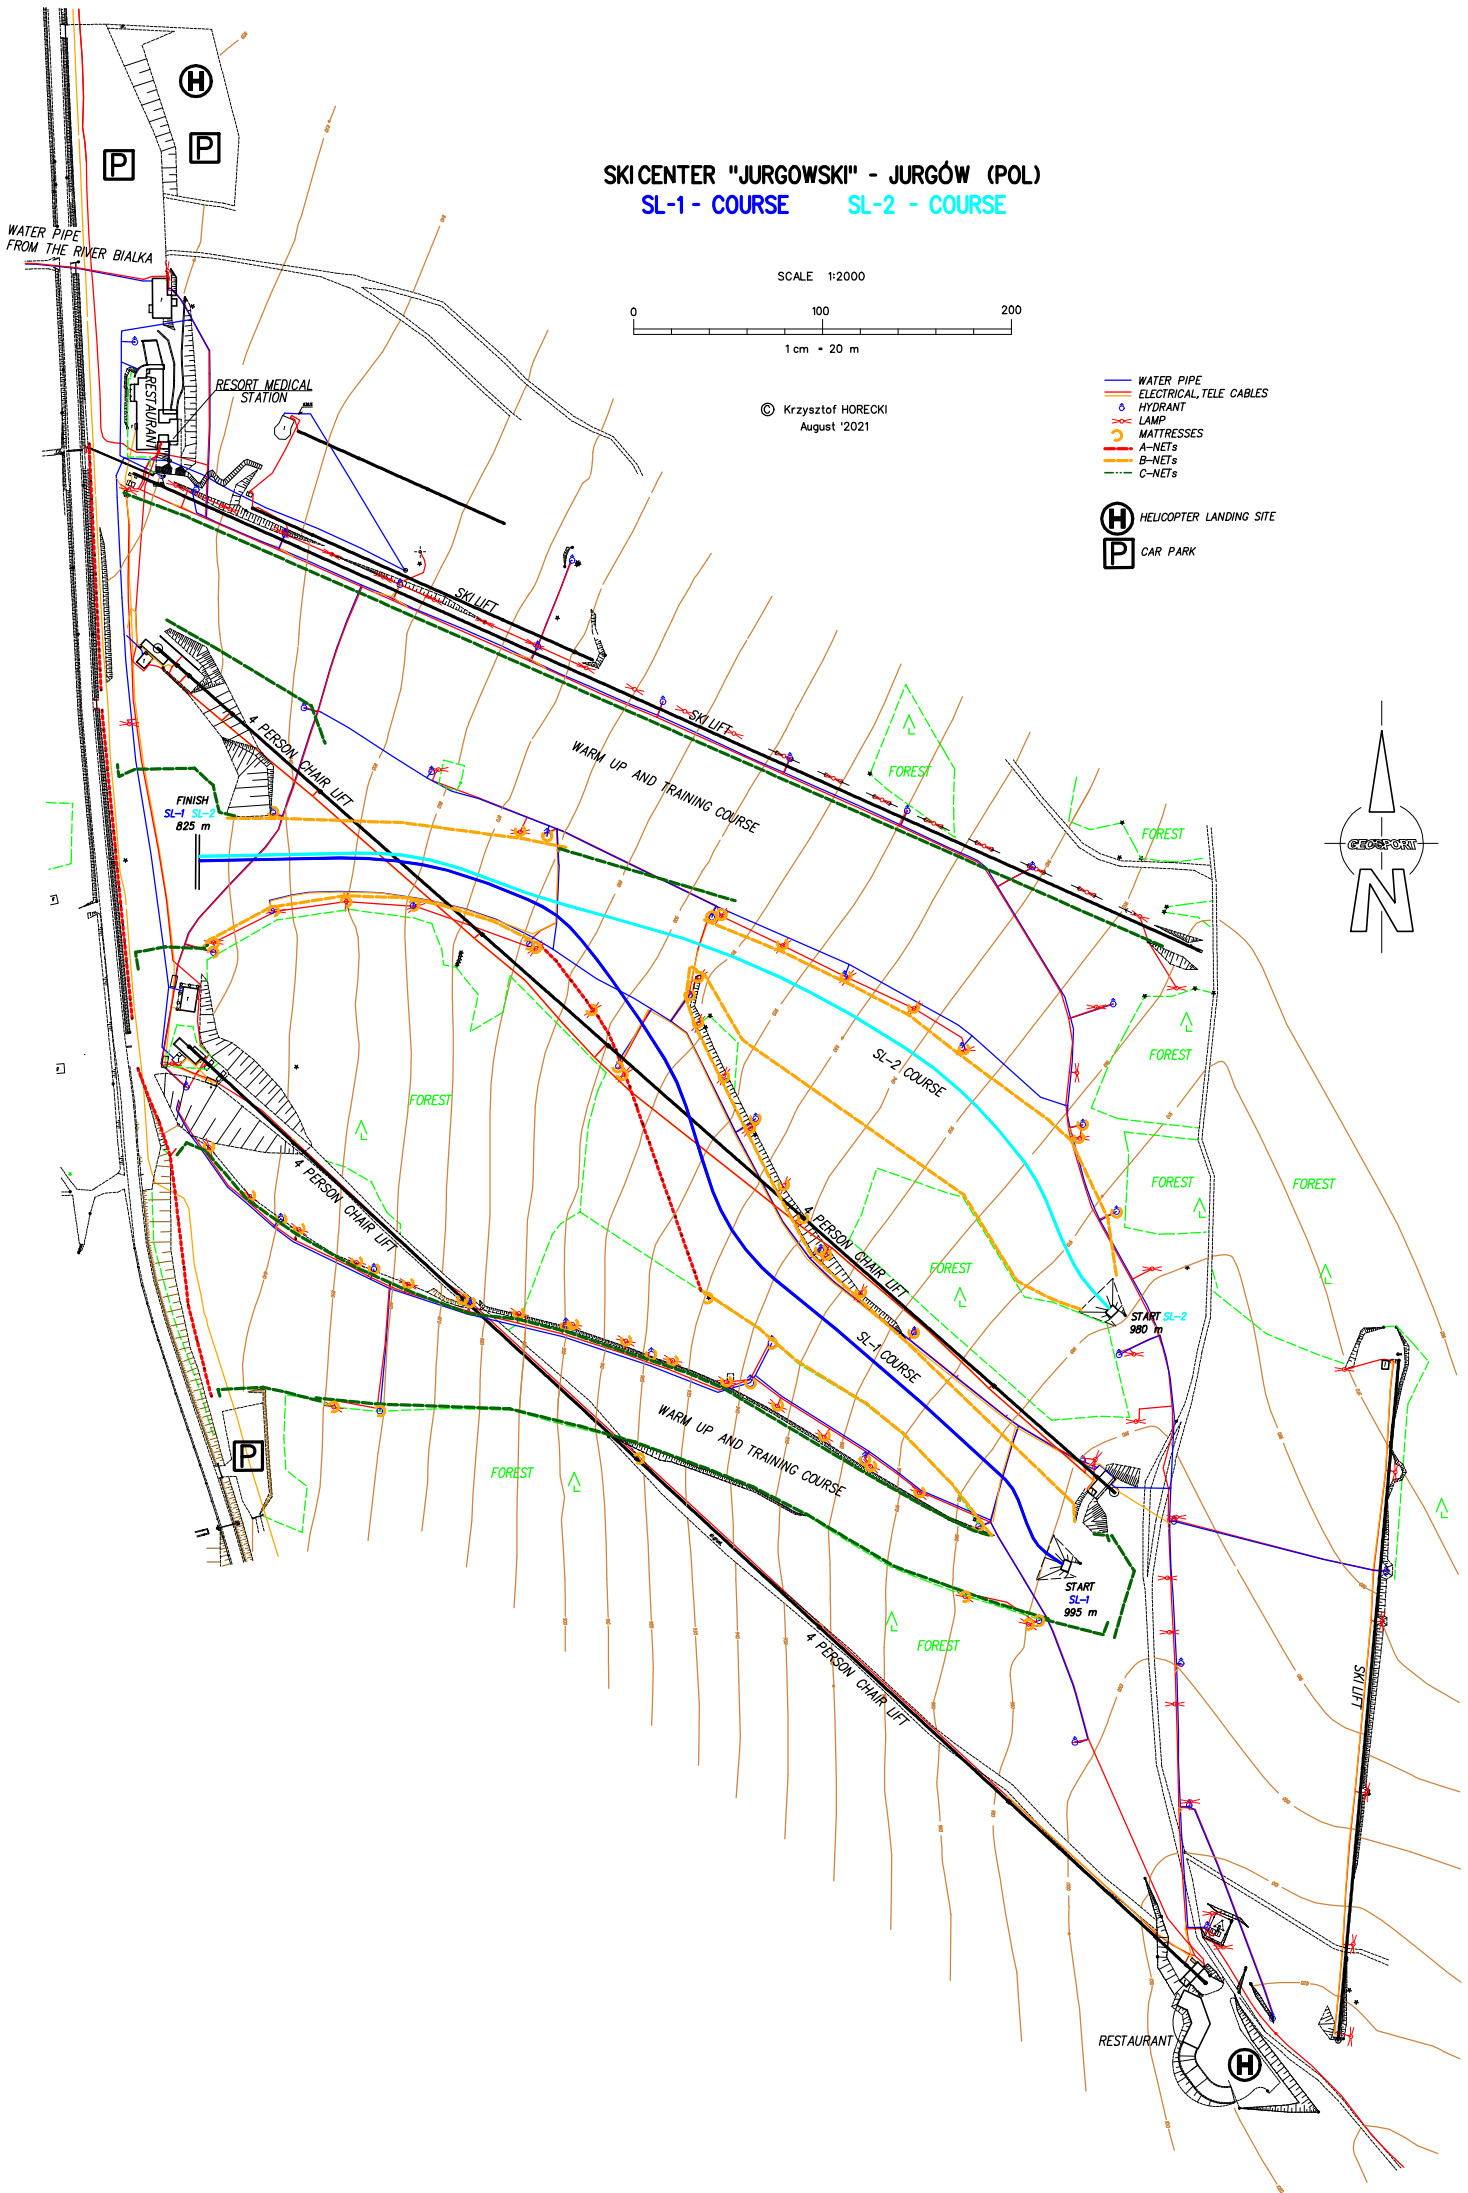 SKI CENTER "JURGOWSKI" - JURGÓW (POL)
SL-1 - COURSE SL-2 - COURSE
SCALE 1:2000
0 100 200
1 cm - 20 m
© Krzysztof HORECKI
August '2021
WATER PIPE
ELECTRICAL, TELE CABLES
HYDRANT
LAMP
MATTRESSES
A-NETs
B-NETs
C-NETs
H HELICOPTER LANDING SITE
P CAR PARK
H
P
P
WATER PIPE
FROM THE RIVER BIALKA
RESTAURANT
RESORT MEDICAL
STATION
SKI LIFT
SKI LIFT
4 PERSON CHAIR LIFT
WARM UP AND TRAINING COURSE
FOREST
FOREST
GEOSPORT
N
FINISH
SL-1 SL-2
825 m
SL-2 COURSE
FOREST
FOREST
FOREST
FOREST
4 PERSON CHAIR LIFT
4 PERSON CHAIR LIFT
FOREST
START SL-2
980 m
SL-1 COURSE
WARM UP AND TRAINING COURSE
P
FOREST
START
SL-1
995 m
FOREST
4 PERSON CHAIR LIFT
SKI LIFT
RESTAURANT
H